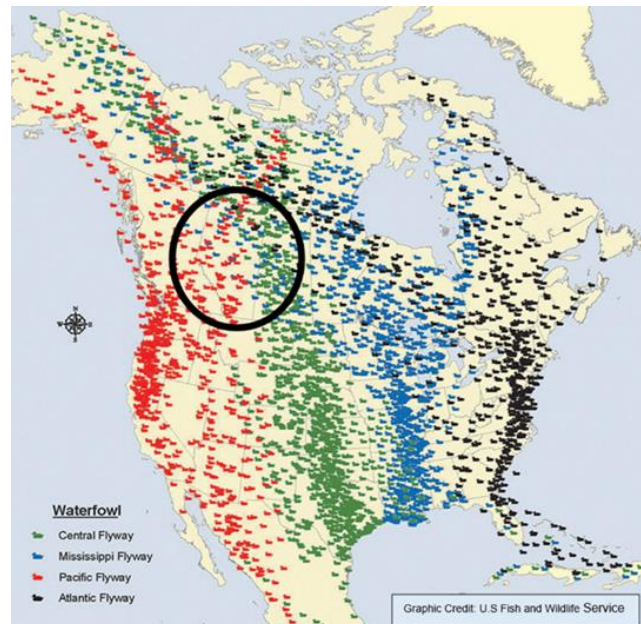 N
W
E
S
Waterfowl
Central Flyway
Mississippi Flyway
Pacific Flyway
Atlantic Flyway
Graphic Credit: U.S Fish and Wildlife Service